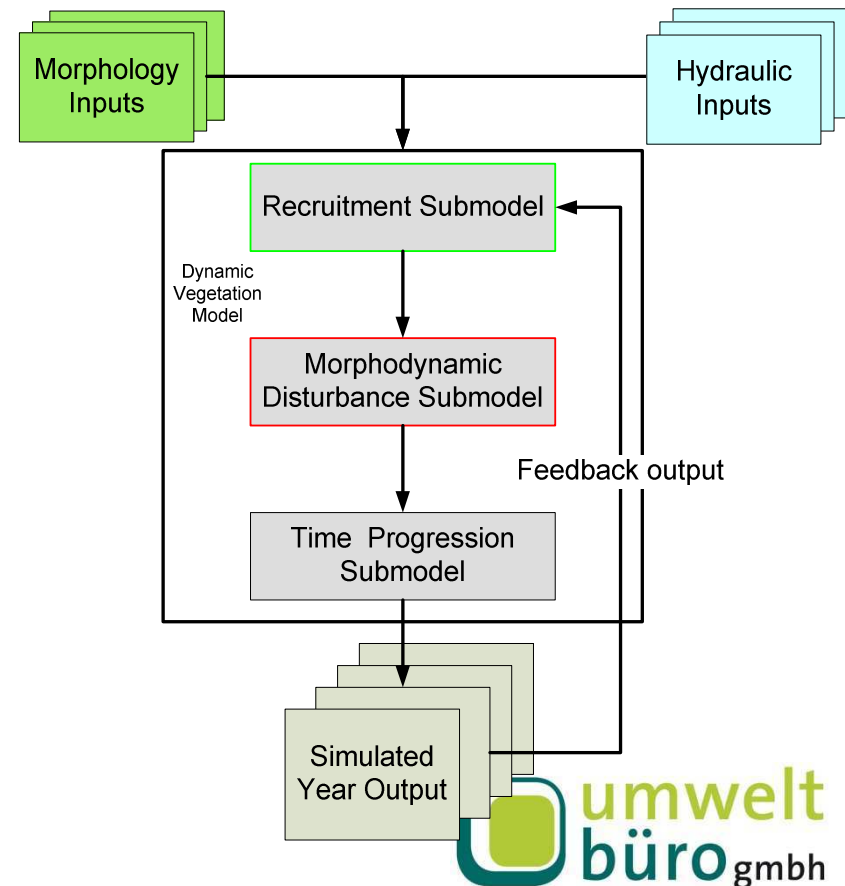 Morphology
Inputs
Hydraulic
Inputs
Recruitment Submodel
Dynamic
Vegetation
Model
Morphodynamic
Disturbance Submodel
Feedback output
Time Progression
Submodel
Simulated
Year Output
umwelt
büro gmbh